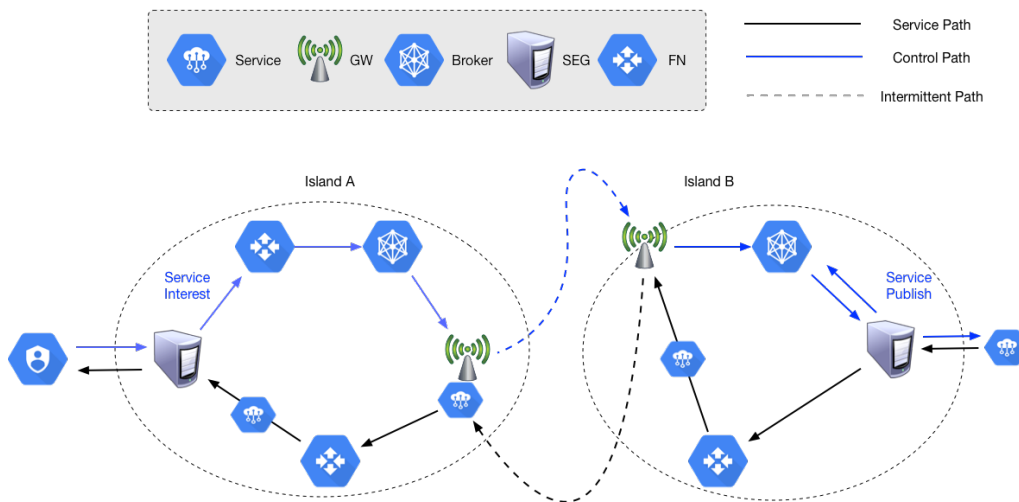 Service
GW
Broker
SEG
FN
Service Path
Control Path
Intermittent Path
Island A
Island B
Service
Interest
Service
Publish